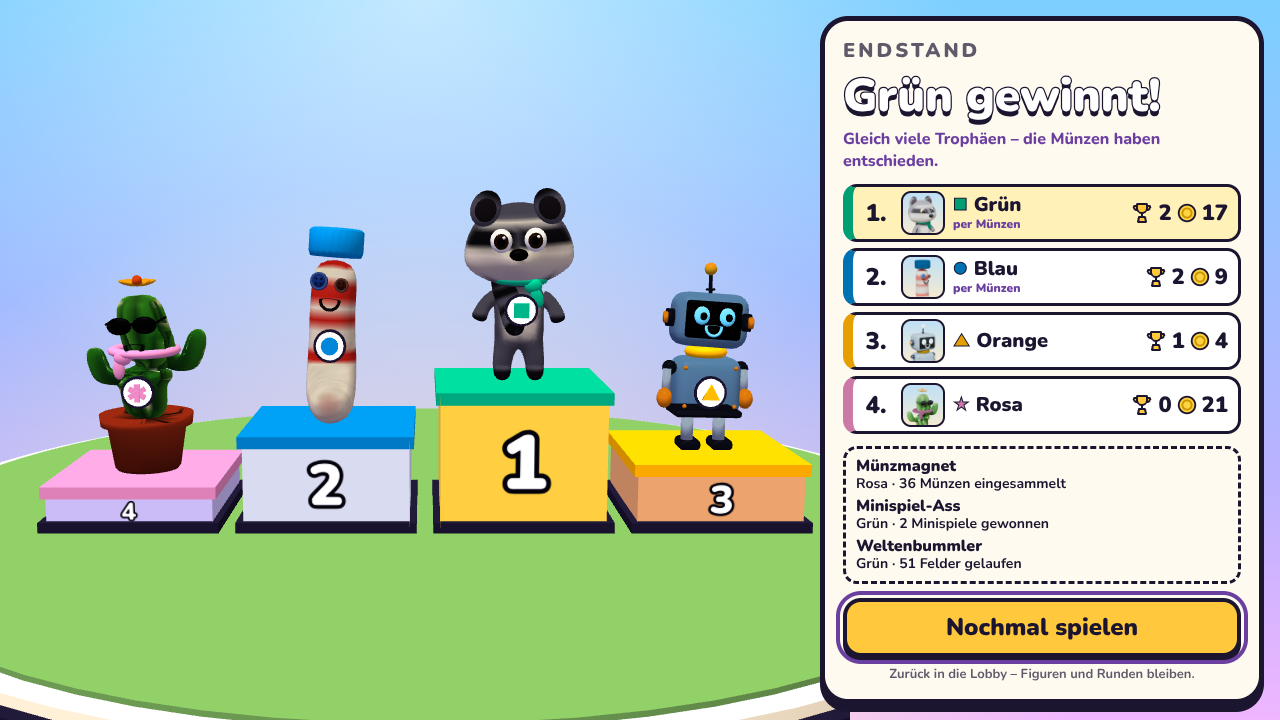 ENDSTAND
Grün gewinnt!
Gleich viele Trophäen – die Münzen haben
entschieden.
1. Grün 2 17
per Münzen
2. Blau 2 9
per Münzen
3. Orange 1 4
4. Rosa 0 21
Münzmagnet
Rosa · 36 Münzen eingesammelt
Minispiel-Ass
Grün · 2 Minispiele gewonnen
Weltenbummler
Grün · 51 Felder gelaufen
Nochmal spielen
Zurück in die Lobby – Figuren und Runden bleiben.
4
2
1
3